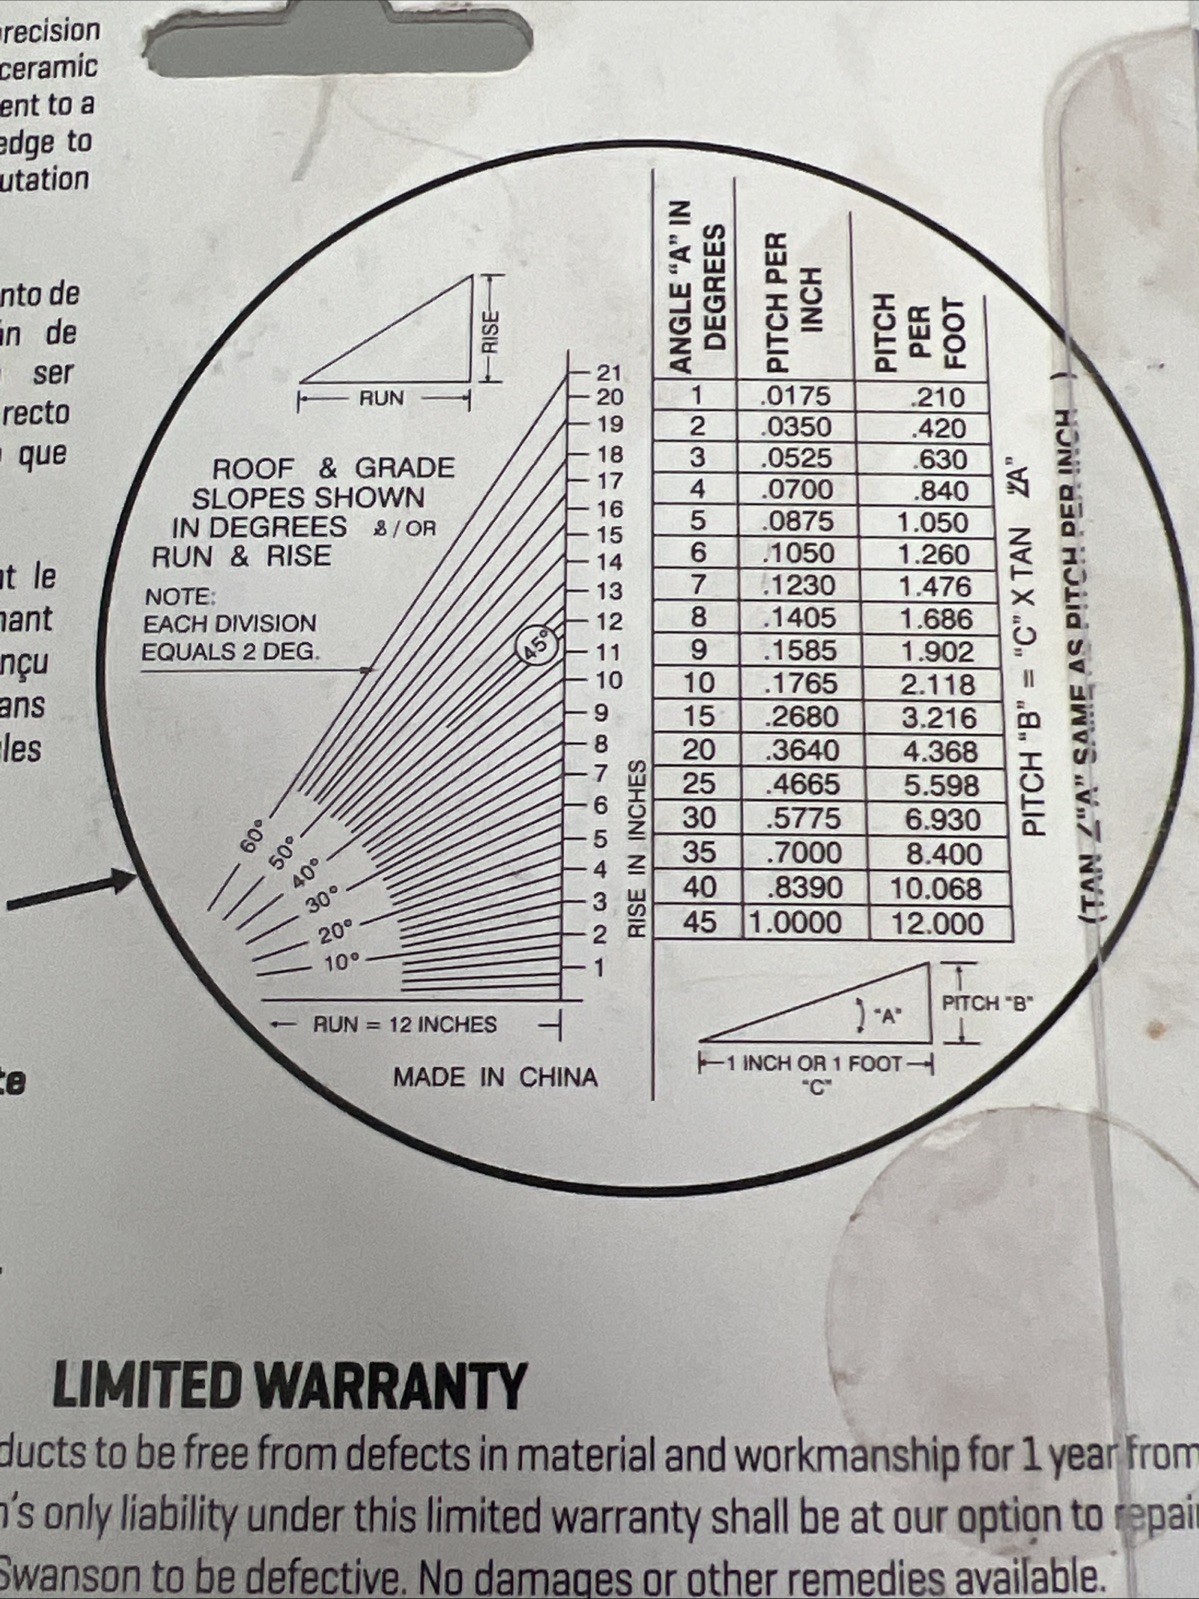 recision
ceramic
ent to a
edge to
utation
nto de
n de
ser
recto
que
t le
nant
nçu
ans
les
te
RISE
RUN
ROOF & GRADE
SLOPES SHOWN
IN DEGREES &/OR
RUN & RISE
NOTE:
EACH DIVISION
EQUALS 2 DEG.
21
20
19
18
17
16
15
14
13
12
11
10
9
8
7
6
5
4
3
2
1
45°
60°
50°
40°
30°
20°
10°
RISE IN INCHES
RUN = 12 INCHES
MADE IN CHINA
ANGLE "A" IN DEGREES PITCH PER INCH PITCH PER FOOT
1 .0175 .210
2 .0350 .420
3 .0525 .630
4 .0700 .840
5 .0875 1.050
6 .1050 1.260
7 .1230 1.476
8 .1405 1.686
9 .1585 1.902
10 .1765 2.118
15 .2680 3.216
20 .3640 4.368
25 .4665 5.598
30 .5775 6.930
35 .7000 8.400
40 .8390 10.068
45 1.0000 12.000
PITCH "B" = "C" X TAN ∠"A"
(TAN ∠"A" SAME AS PITCH PER INCH )
"A"
PITCH "B"
1 INCH OR 1 FOOT
"C"
LIMITED WARRANTY
ducts to be free from defects in material and workmanship for 1 year from
n's only liability under this limited warranty shall be at our option to repair
Swanson to be defective. No damages or other remedies available.